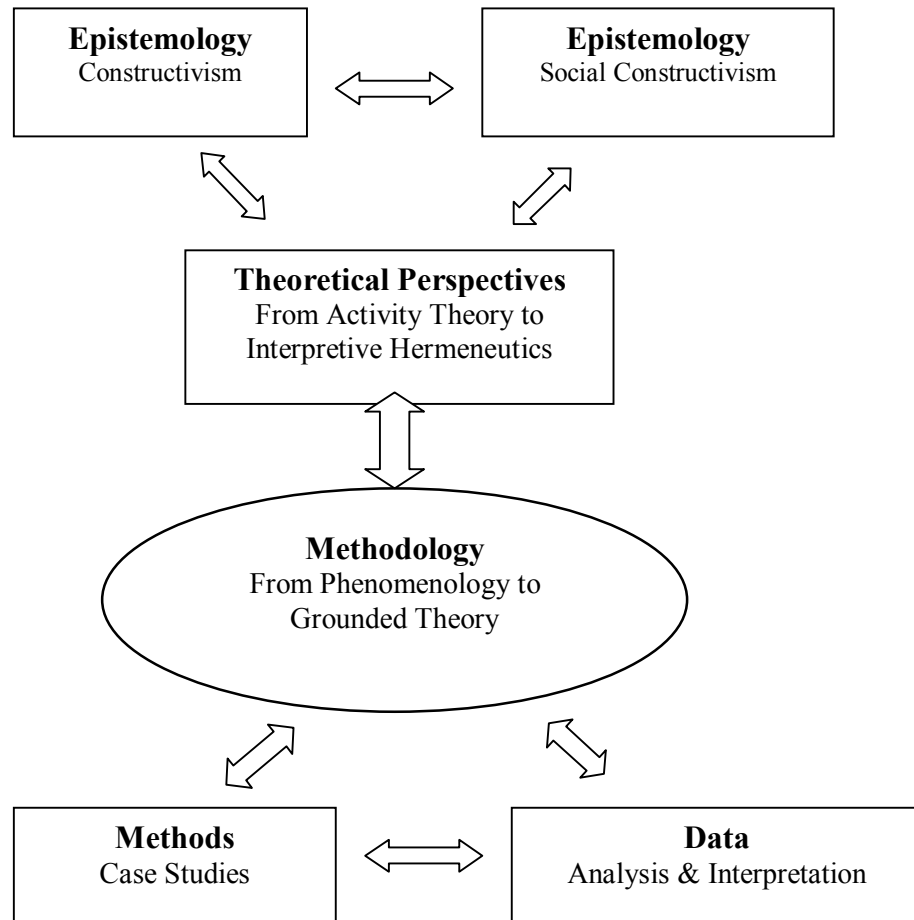 Epistemology
Constructivism
Epistemology
Social Constructivism
Theoretical Perspectives
From Activity Theory to
Interpretive Hermeneutics
Methodology
From Phenomenology to
Grounded Theory
Methods
Case Studies
Data
Analysis & Interpretation